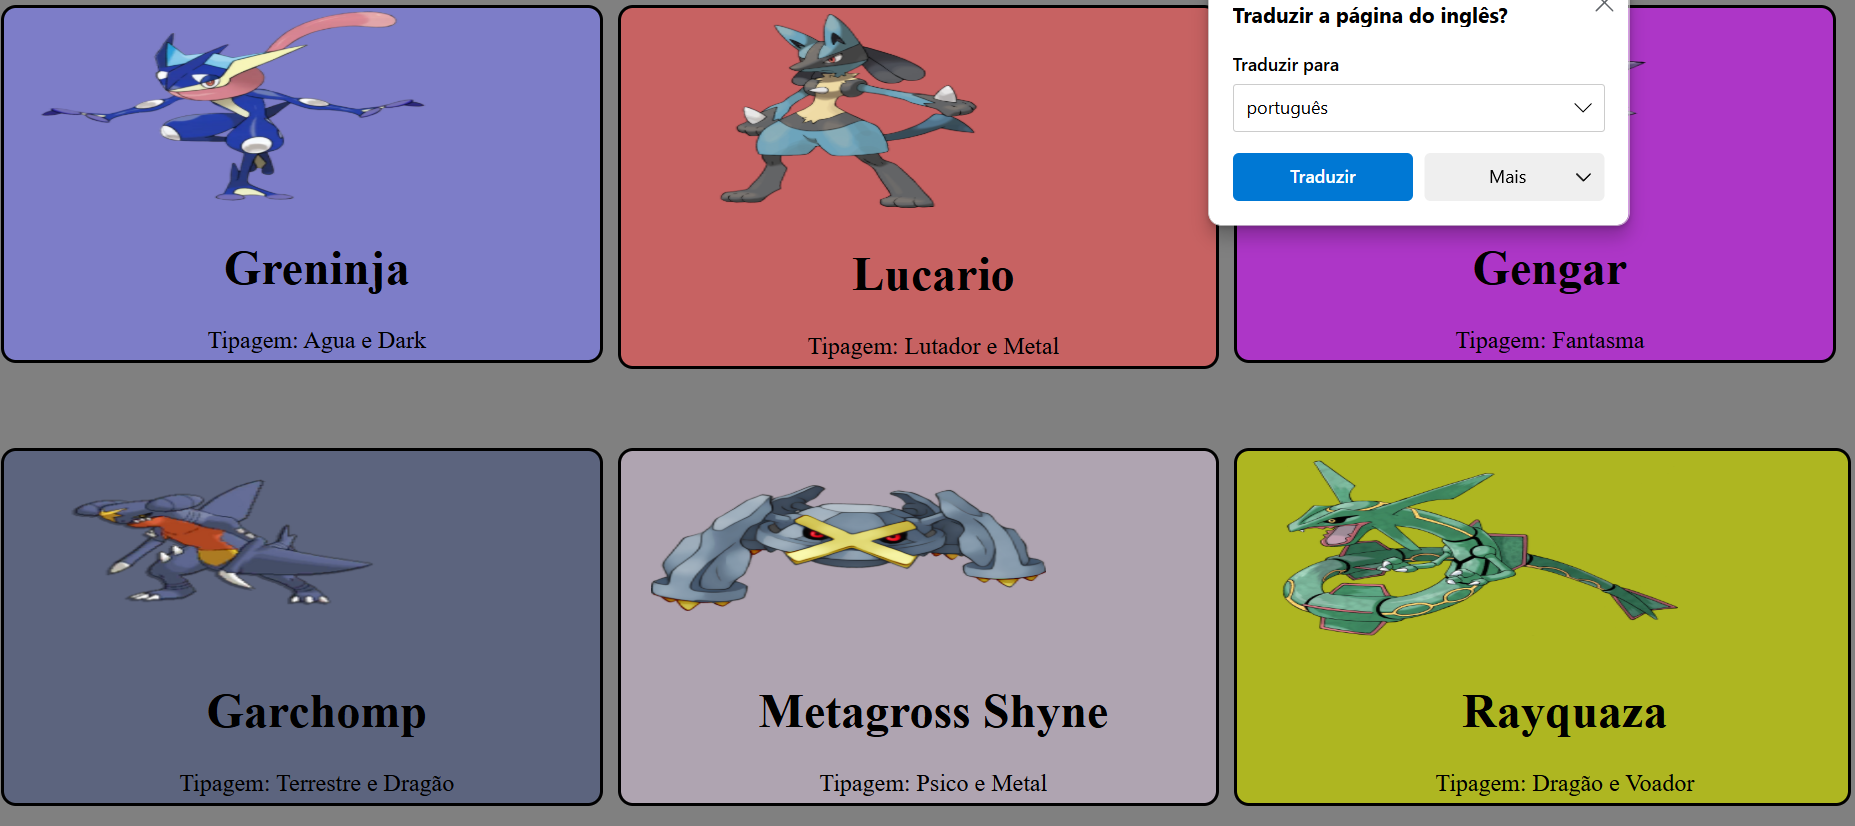 Traduzir a página do inglês?
Traduzir para
português
Traduzir
Mais
Greninja
Tipagem: Agua e Dark
Lucario
Tipagem: Lutador e Metal
Gengar
Tipagem: Fantasma
Garchomp
Tipagem: Terrestre e Dragão
Metagross Shyne
Tipagem: Psico e Metal
Rayquaza
Tipagem: Dragão e Voador